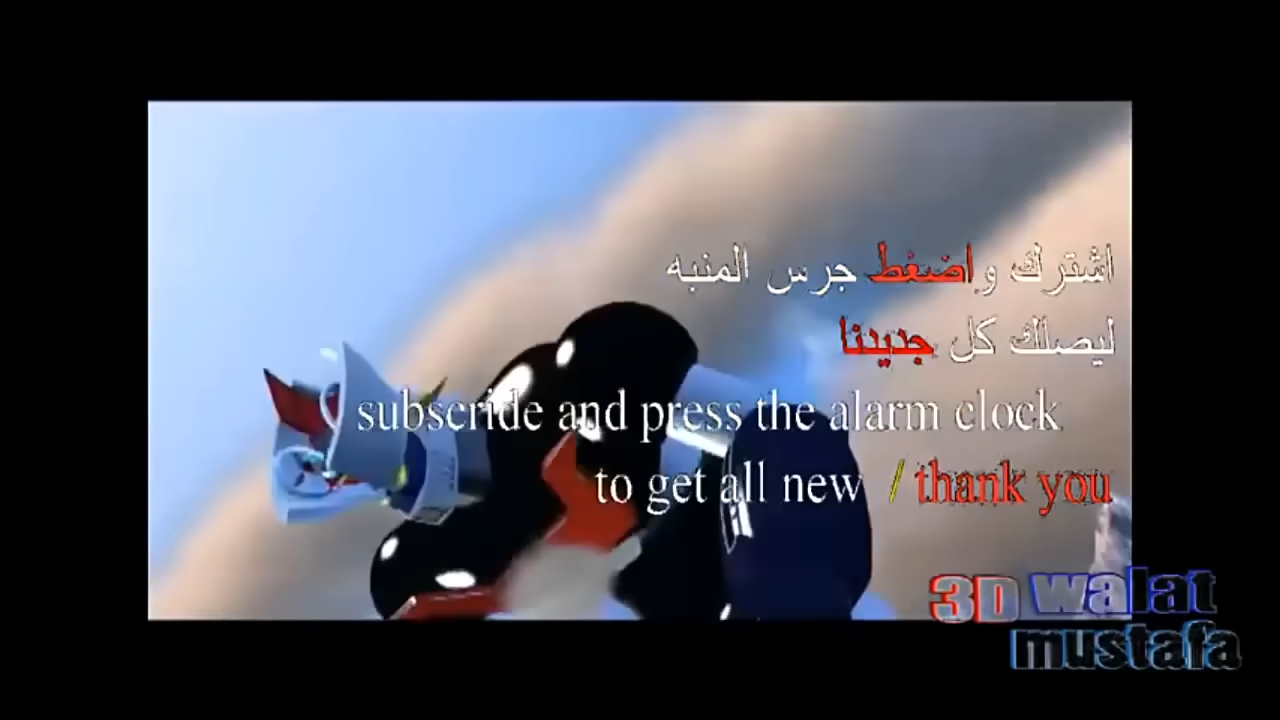 اشترك واضغط جرس المنبه
ليصلك كل جديدنا
subscride and press the alarm clock
to get all new / thank you
3D walat
mustafa